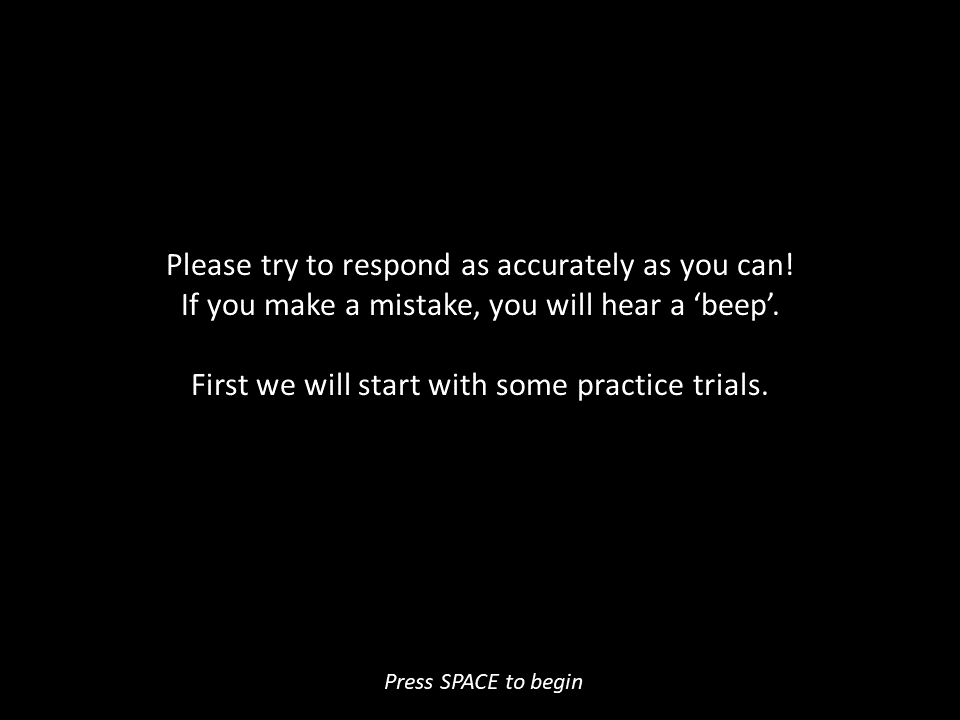 Please try to respond as accurately as you can!
If you make a mistake, you will hear a ‘beep’.
First we will start with some practice trials.
Press SPACE to begin